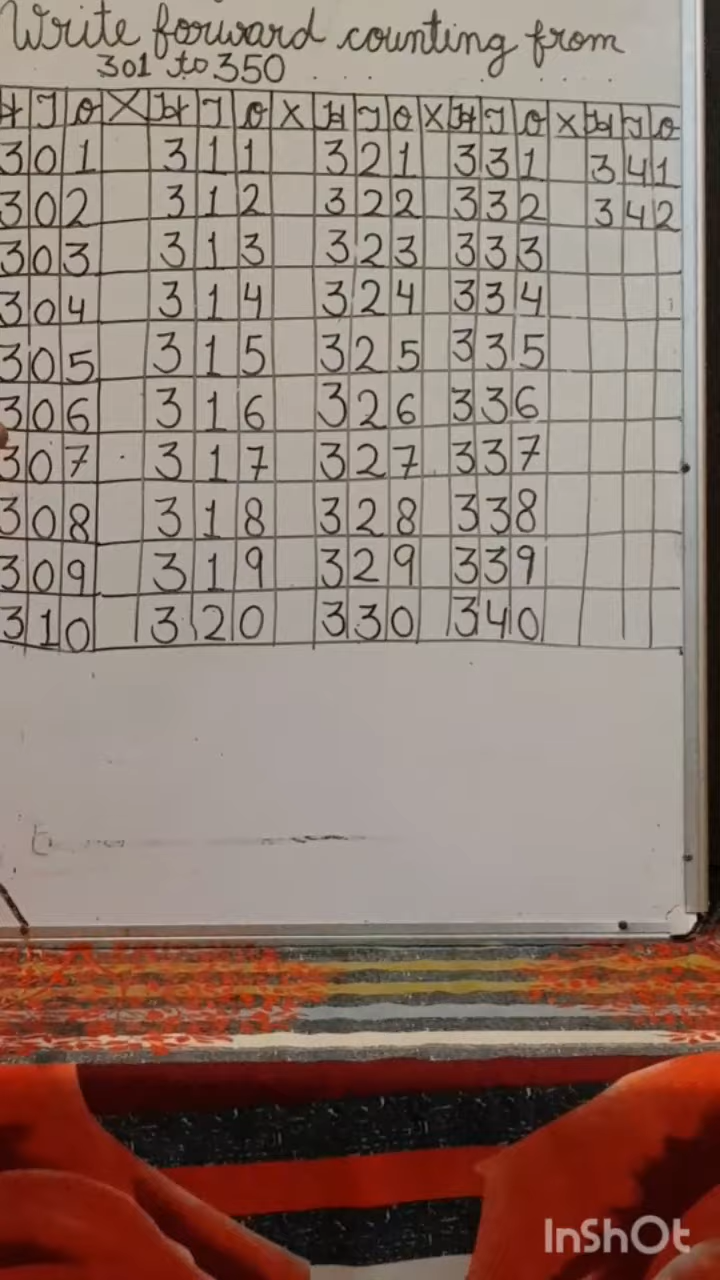 Write forward counting from
301 to 350
H T O X H T O X H T O X H T O X H T O
301 311 321 331 341
302 312 322 332 342
303 313 323 333
304 314 324 334
305 315 325 335
306 316 326 336
307 317 327 337
308 318 328 338
309 319 329 339
310 320 330 340
InShOt